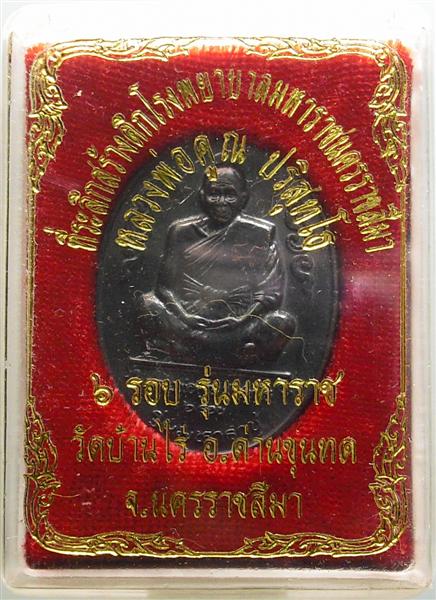 ที่ระลึกสร้างตึกโรงพยาบาลมหาราชนครราชสีมา
หลวงพ่อคูณ ปริสุทโธ
๖ รอบ รุ่นมหาราช
วัดบ้านไร่ อ.ด่านขุนทด
จ.นครราชสีมา